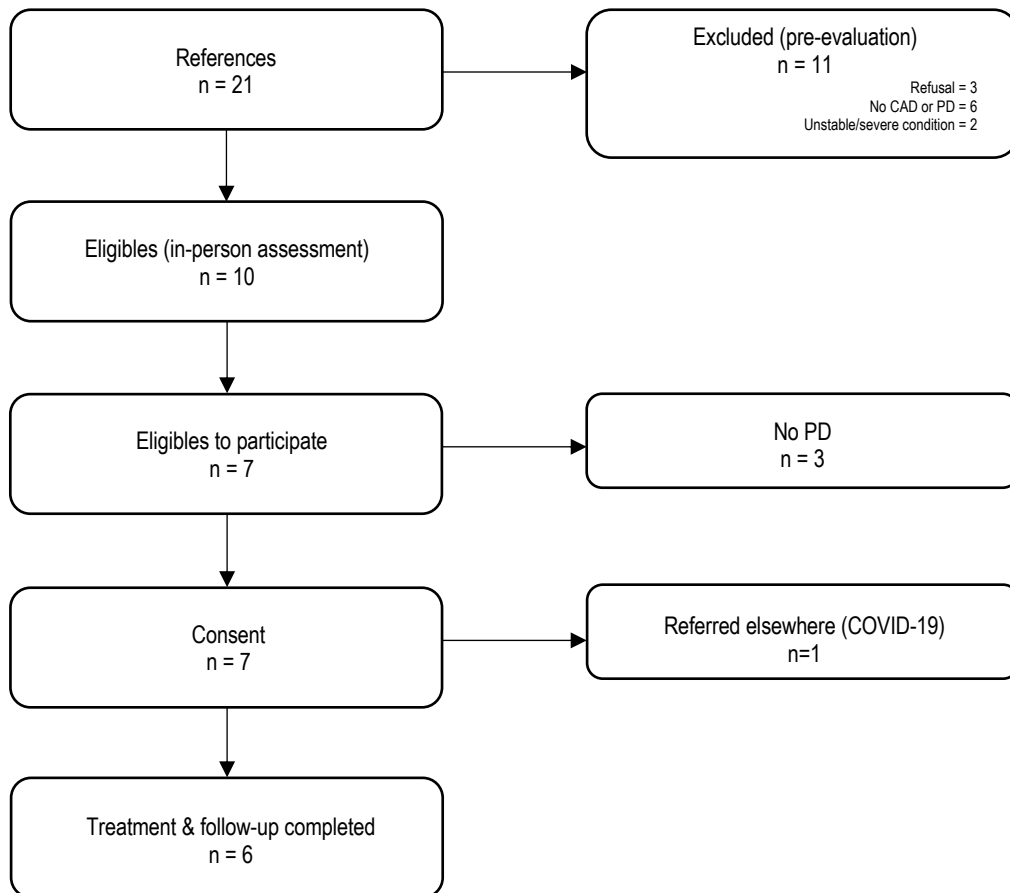 References
n = 21
Excluded (pre-evaluation)
n = 11
Refusal = 3
No CAD or PD = 6
Unstable/severe condition = 2
Eligibles (in-person assessment)
n = 10
Eligibles to participate
n = 7
No PD
n = 3
Consent
n = 7
Referred elsewhere (COVID-19)
n=1
Treatment & follow-up completed
n = 6